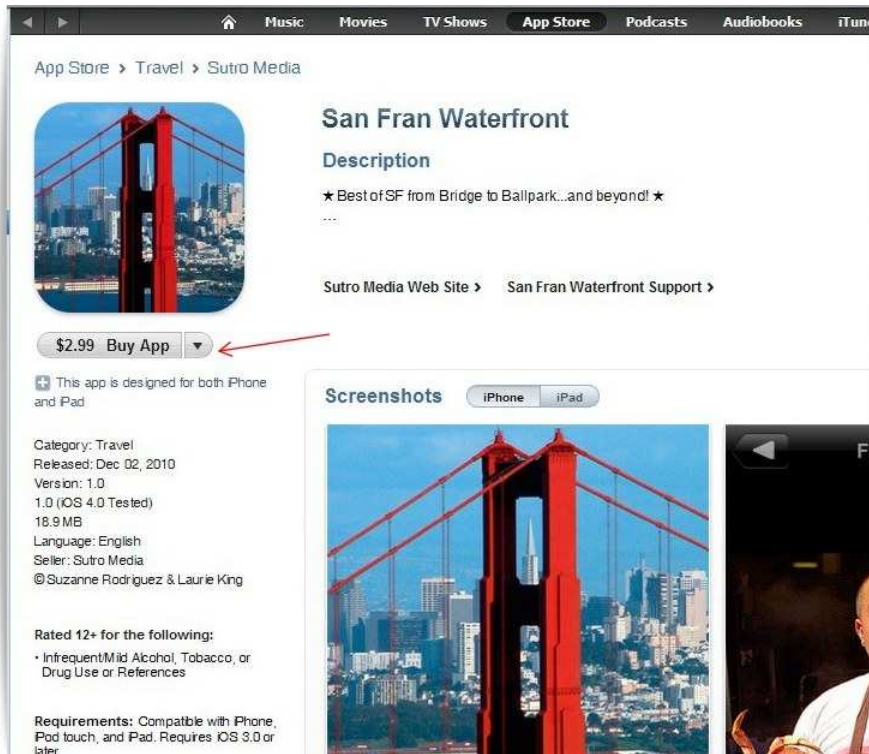 Music Movies TV Shows App Store Podcasts Audiobooks
App Store > Travel > Sutro Media
San Fran Waterfront
Description
★ Best of SF from Bridge to Ballpark...and beyond! ★
...
Sutro Media Web Site > San Fran Waterfront Support >
$2.99 Buy App
This app is designed for both iPhone
and iPad
Screenshots iPhone iPad
Category: Travel
Released: Dec 02, 2010
Version: 1.0
1.0 (iOS 4.0 Tested)
18.9 MB
Language: English
Seller: Sutro Media
© Suzanne Rodriguez & Laurie King
Rated 12+ for the following:
• Infrequent/Mild Alcohol, Tobacco, or
Drug Use or References
Requirements: Compatible with iPhone,
iPod touch, and iPad. Requires iOS 3.0 or
later